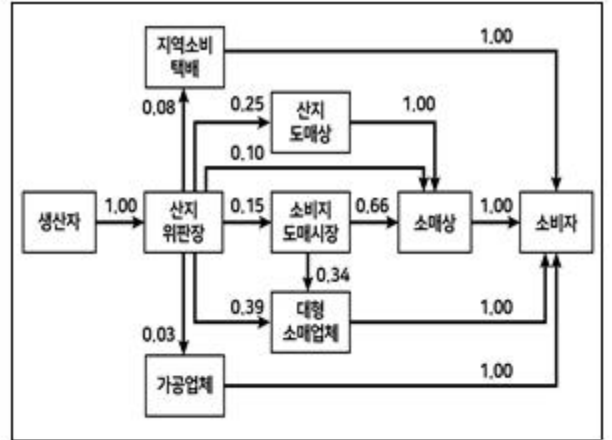 지역소비
택배
1.00
0.08
0.25
산지
도매상
1.00
0.10
생산자
1.00
산지
위판장
0.15
소비지
도매시장
0.66
소매상
1.00
소비자
0.34
0.39
대형
소매업체
1.00
0.03
가공업체
1.00